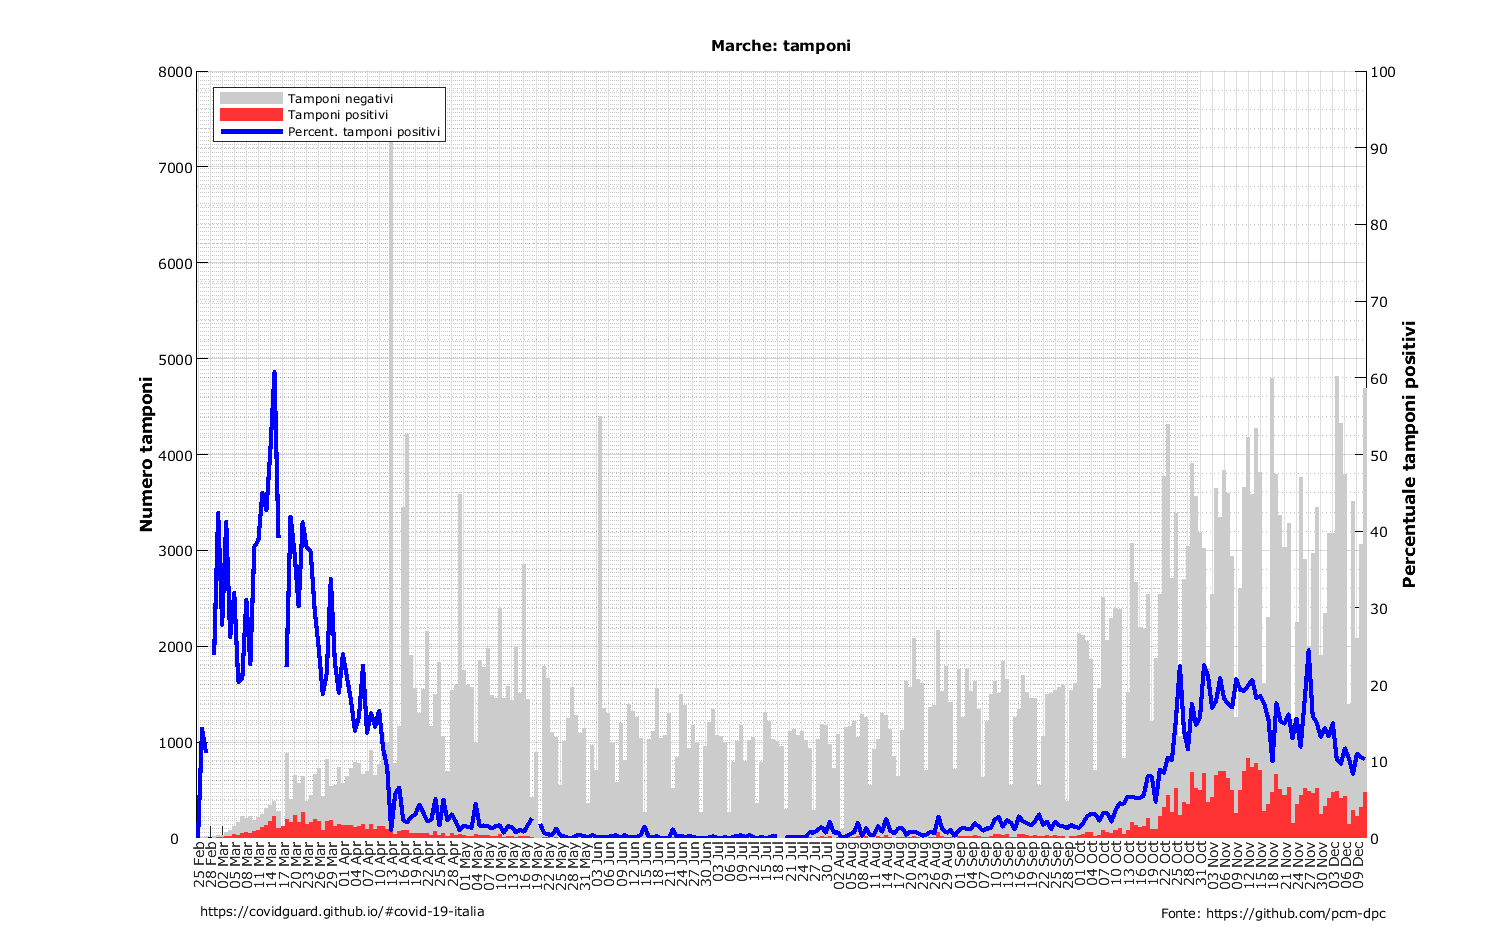 Marche: tamponi
Tamponi negativi
Tamponi positivi
Percent. tamponi positivi
Numero tamponi
8000
7000
6000
5000
4000
3000
2000
1000
0
Percentuale tamponi positivi
100
90
80
70
60
50
40
30
20
10
0
25 Feb
28 Feb
02 Mar
05 Mar
08 Mar
11 Mar
14 Mar
17 Mar
20 Mar
23 Mar
26 Mar
29 Mar
01 Apr
04 Apr
07 Apr
10 Apr
13 Apr
16 Apr
19 Apr
22 Apr
25 Apr
28 Apr
01 May
04 May
07 May
10 May
13 May
16 May
19 May
22 May
25 May
28 May
31 May
03 Jun
06 Jun
09 Jun
12 Jun
15 Jun
18 Jun
21 Jun
24 Jun
27 Jun
30 Jun
03 Jul
06 Jul
09 Jul
12 Jul
15 Jul
18 Jul
21 Jul
24 Jul
27 Jul
30 Jul
02 Aug
05 Aug
08 Aug
11 Aug
14 Aug
17 Aug
20 Aug
23 Aug
26 Aug
29 Aug
01 Sep
04 Sep
07 Sep
10 Sep
13 Sep
16 Sep
19 Sep
22 Sep
25 Sep
28 Sep
01 Oct
04 Oct
07 Oct
10 Oct
13 Oct
16 Oct
19 Oct
22 Oct
25 Oct
28 Oct
31 Oct
03 Nov
06 Nov
09 Nov
12 Nov
15 Nov
18 Nov
21 Nov
24 Nov
27 Nov
30 Nov
03 Dec
06 Dec
09 Dec
https://covidguard.github.io/#covid-19-italia
Fonte: https://github.com/pcm-dpc